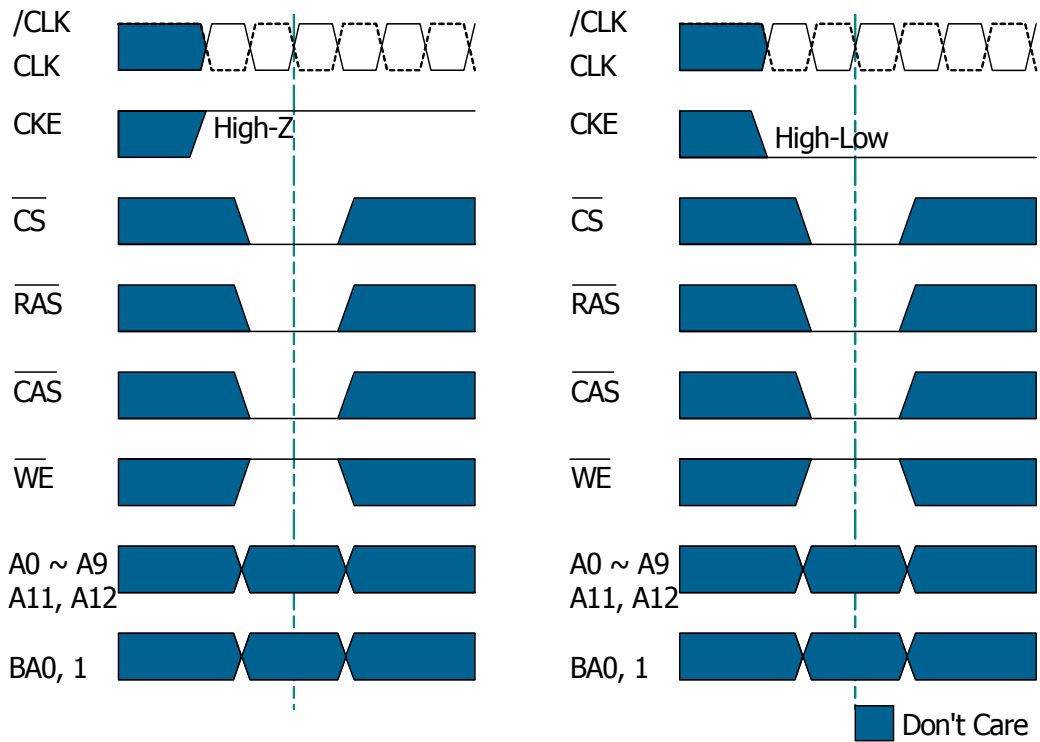 /CLK
CLK
CKE
High-Z
CS
RAS
CAS
WE
A0 ~ A9
A11, A12
BA0, 1
/CLK
CLK
CKE
High-Low
CS
RAS
CAS
WE
A0 ~ A9
A11, A12
BA0, 1
Don't Care